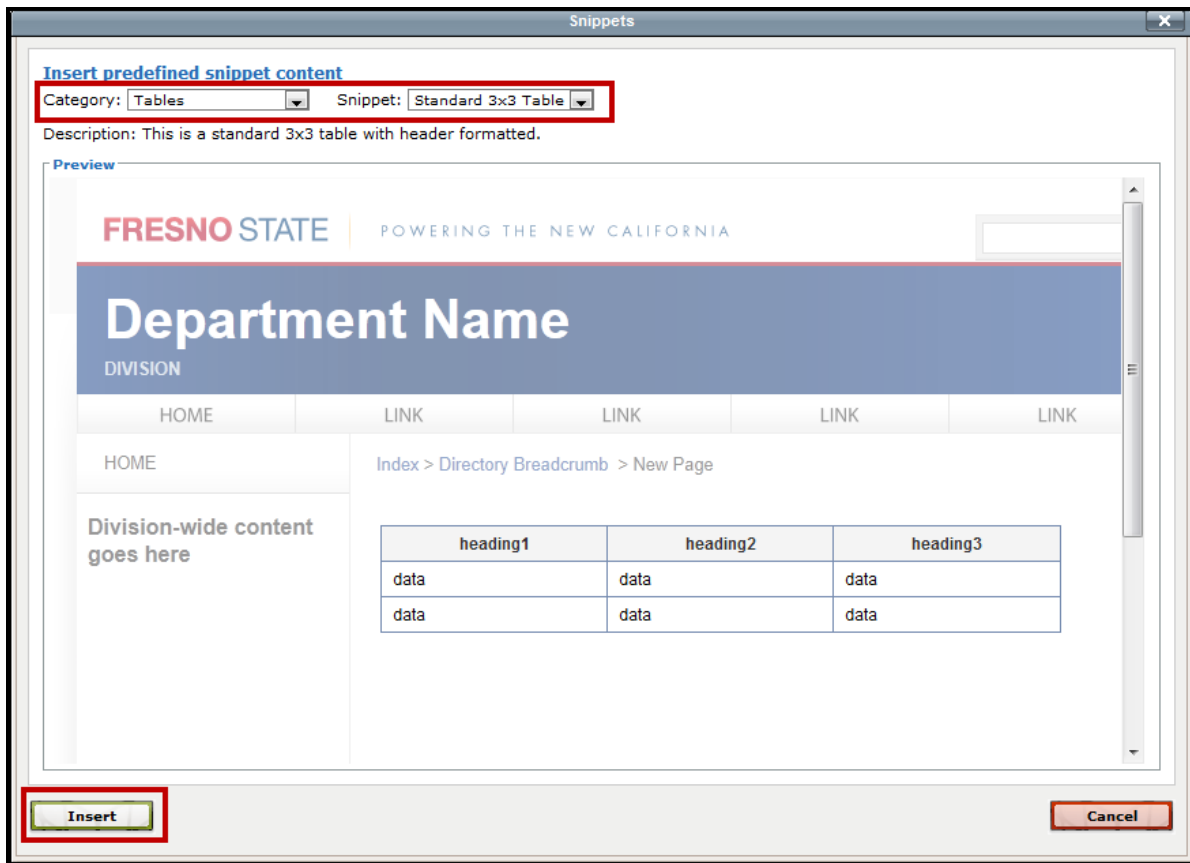 Snippets
Insert predefined snippet content
Category: Tables Snippet: Standard 3x3 Table
Description: This is a standard 3x3 table with header formatted.
Preview
FRESNO STATE POWERING THE NEW CALIFORNIA
Department Name
DIVISION
HOME LINK LINK LINK LINK
HOME
Index > Directory Breadcrumb > New Page
Division-wide content
goes here
heading1 heading2 heading3
data data data
data data data
Insert Cancel